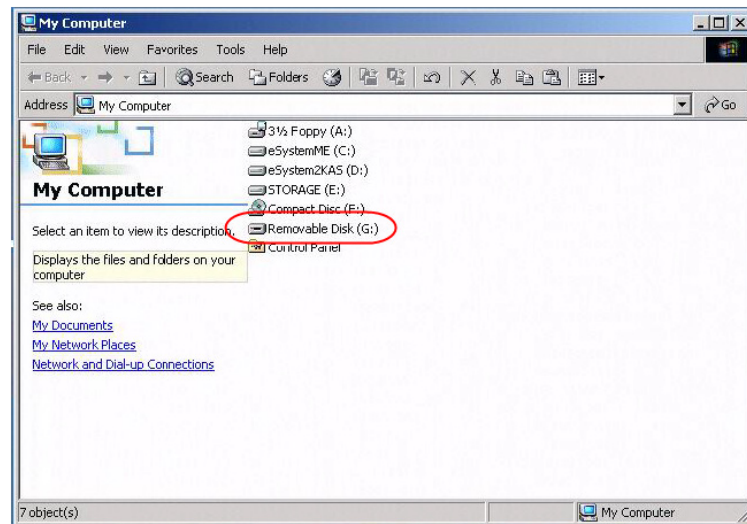 My Computer
File Edit View Favorites Tools Help
Back Search Folders
Address My Computer Go
3½ Foppy (A:)
eSystemME (C:)
eSystem2KAS (D:)
STORAGE (E:)
Compact Disc (F:)
Removable Disk (G:)
Control Panel
My Computer
Select an item to view its description.
Displays the files and folders on your
computer
See also:
My Documents
My Network Places
Network and Dial-up Connections
7 object(s) My Computer